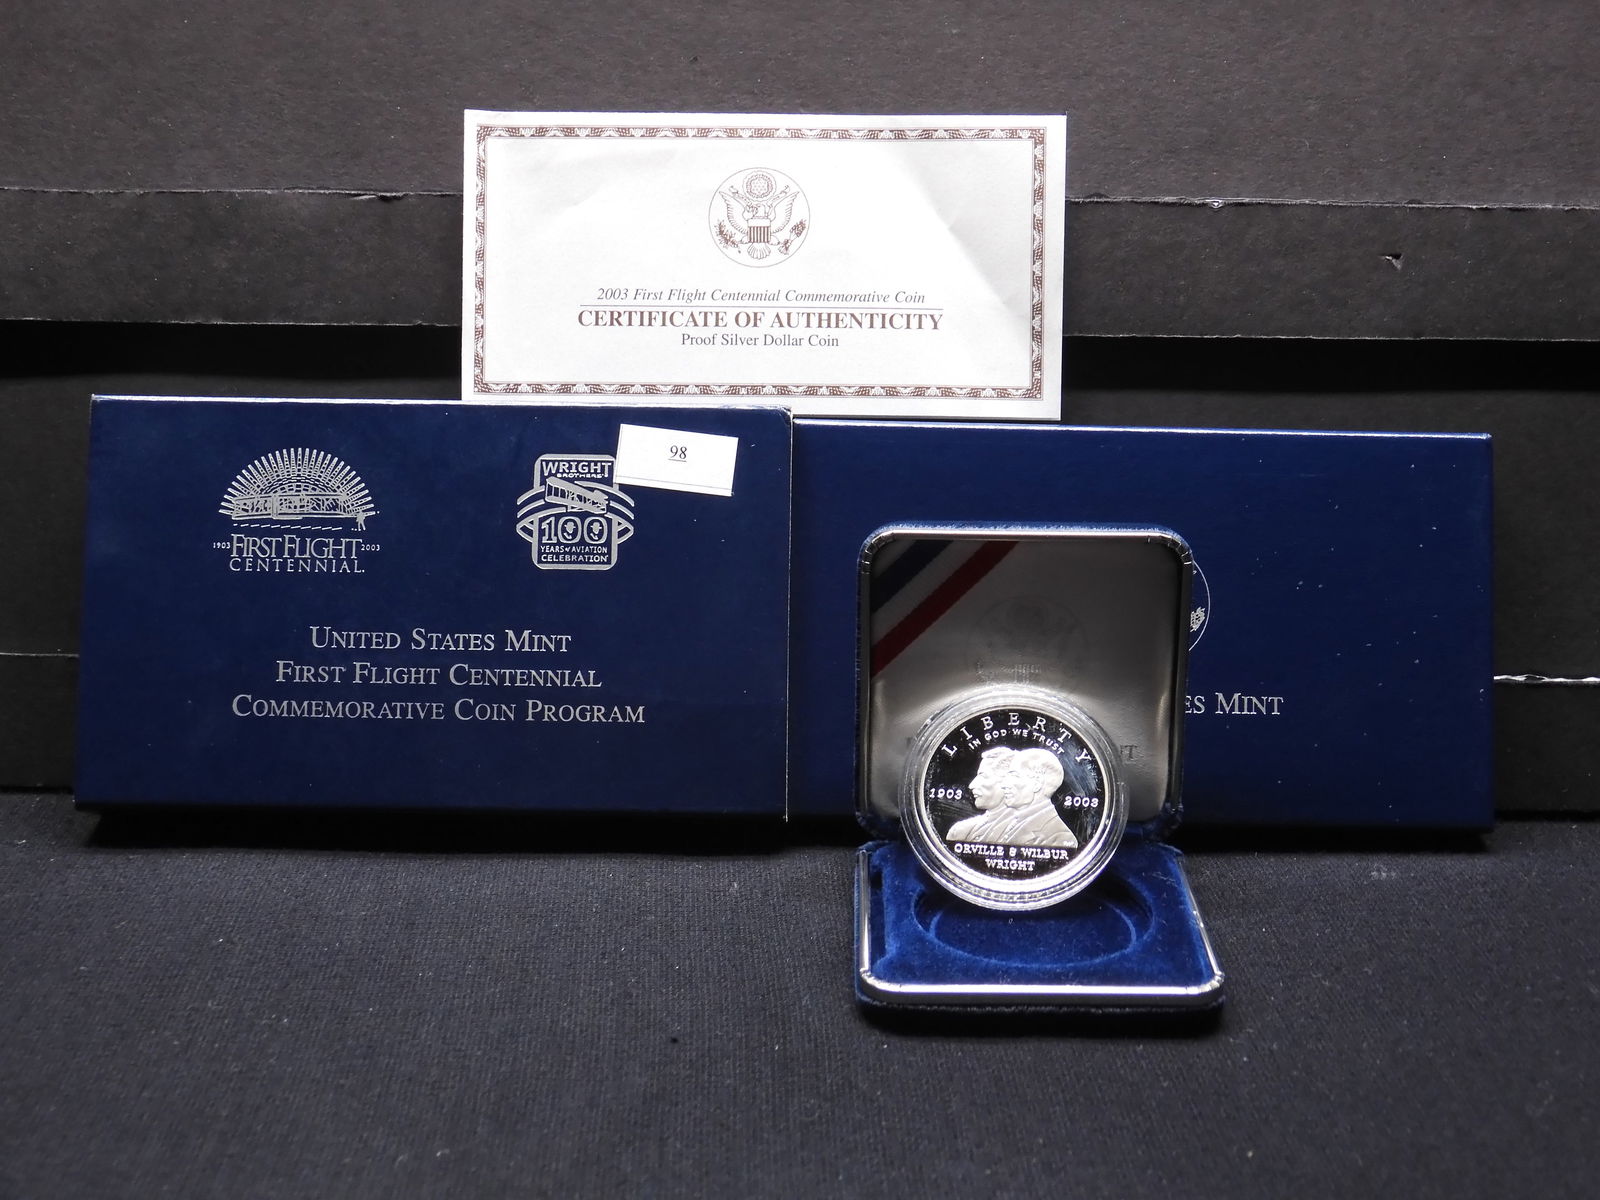 2003 First Flight Centennial Commemorative Coin
CERTIFICATE OF AUTHENTICITY
Proof Silver Dollar Coin
98
WRIGHT
BROTHERS
100
YEARS OF AVIATION
CELEBRATION
1903 FIRST FLIGHT 2003
CENTENNIAL.
UNITED STATES MINT
FIRST FLIGHT CENTENNIAL
COMMEMORATIVE COIN PROGRAM
ES MINT
LIBERTY
IN GOD WE TRUST
1903 2003
ORVILLE & WILBUR
WRIGHT